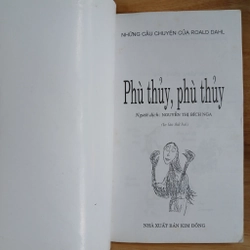 NHỮNG CÂU CHUYỆN CỦA ROALD DAHL
Phù thủy, phù thủy
Người dịch: NGUYỄN THỊ BÍCH NGA
NHÀ XUẤT BẢN KIM ĐỒNG